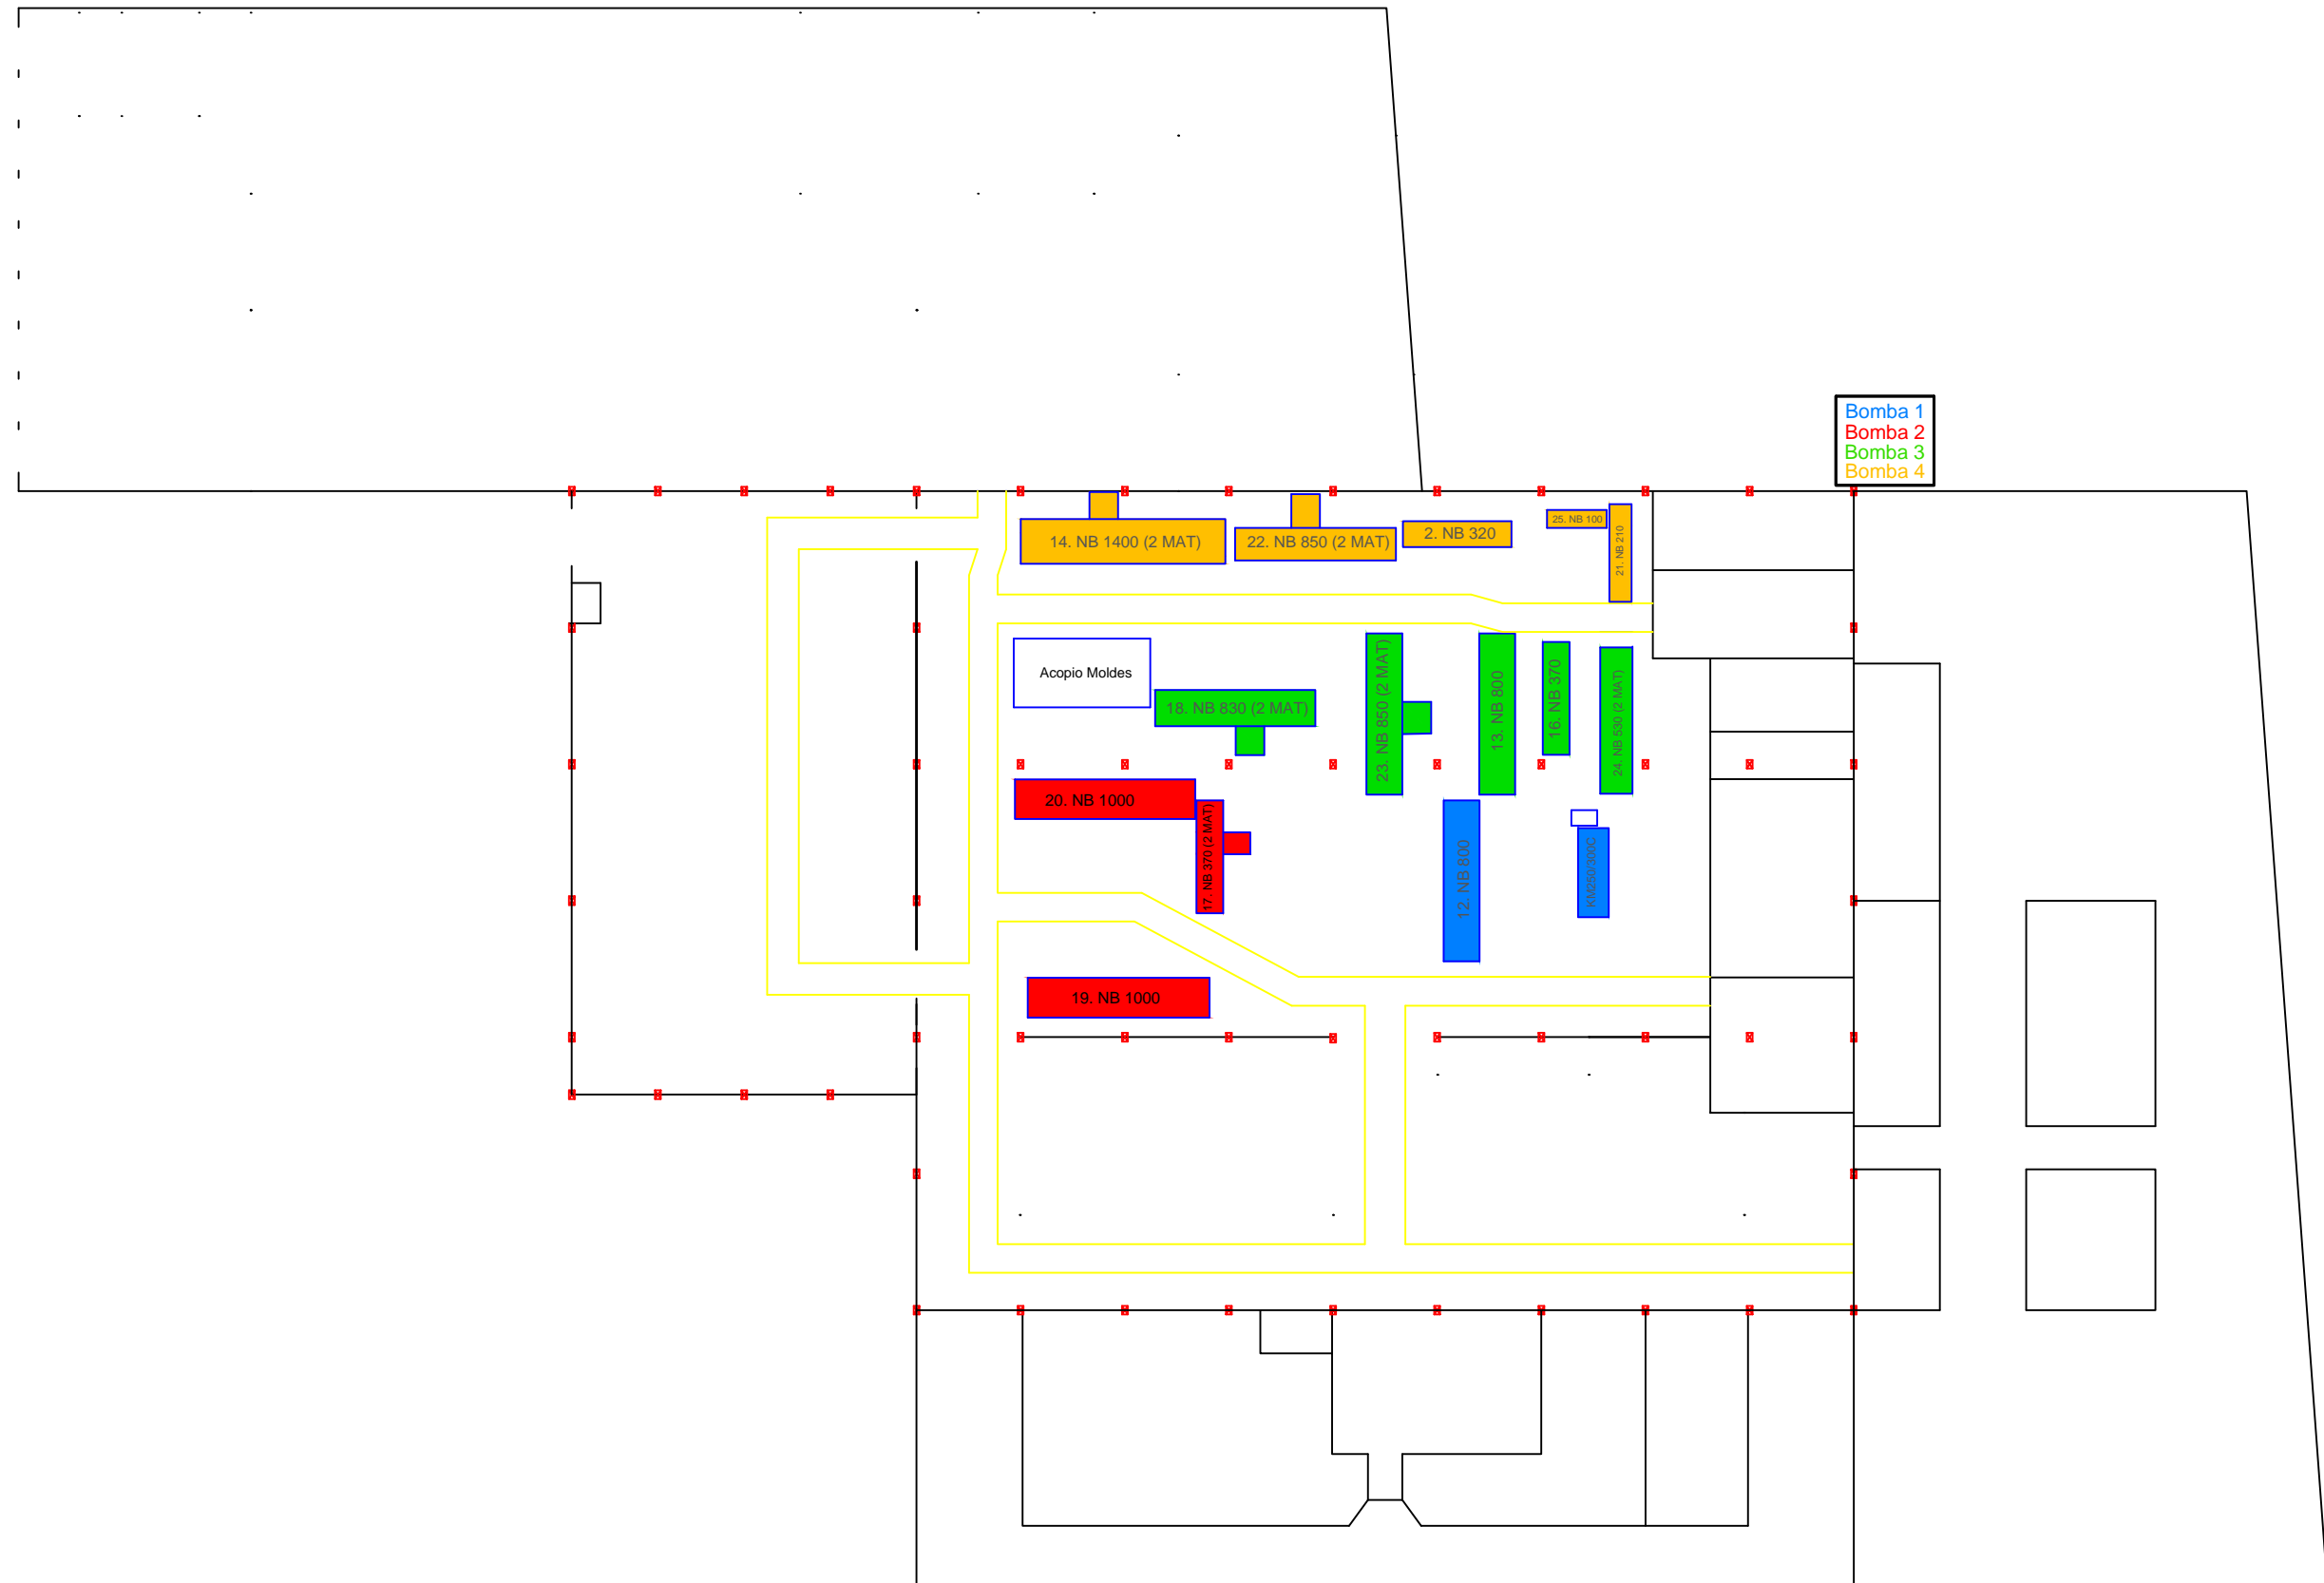 Bomba 1
Bomba 2
Bomba 3
Bomba 4
14. NB 1400 (2 MAT)
22. NB 850 (2 MAT)
2. NB 320
25. NB 100
21. NB 210
Acopio Moldes
18. NB 830 (2 MAT)
23. NB 850 (2 MAT)
13. NB 800
16. NB 370
24. NB 530 (2 MAT)
20. NB 1000
17. NB 370 (2 MAT)
12. NB 800
KM250/300C
19. NB 1000